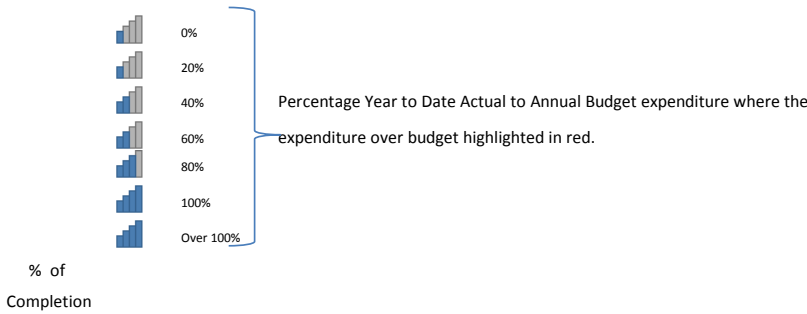 0%
20%
40%
Percentage Year to Date Actual to Annual Budget expenditure where the
60%
expenditure over budget highlighted in red.
80%
100%
Over 100%
% of
Completion